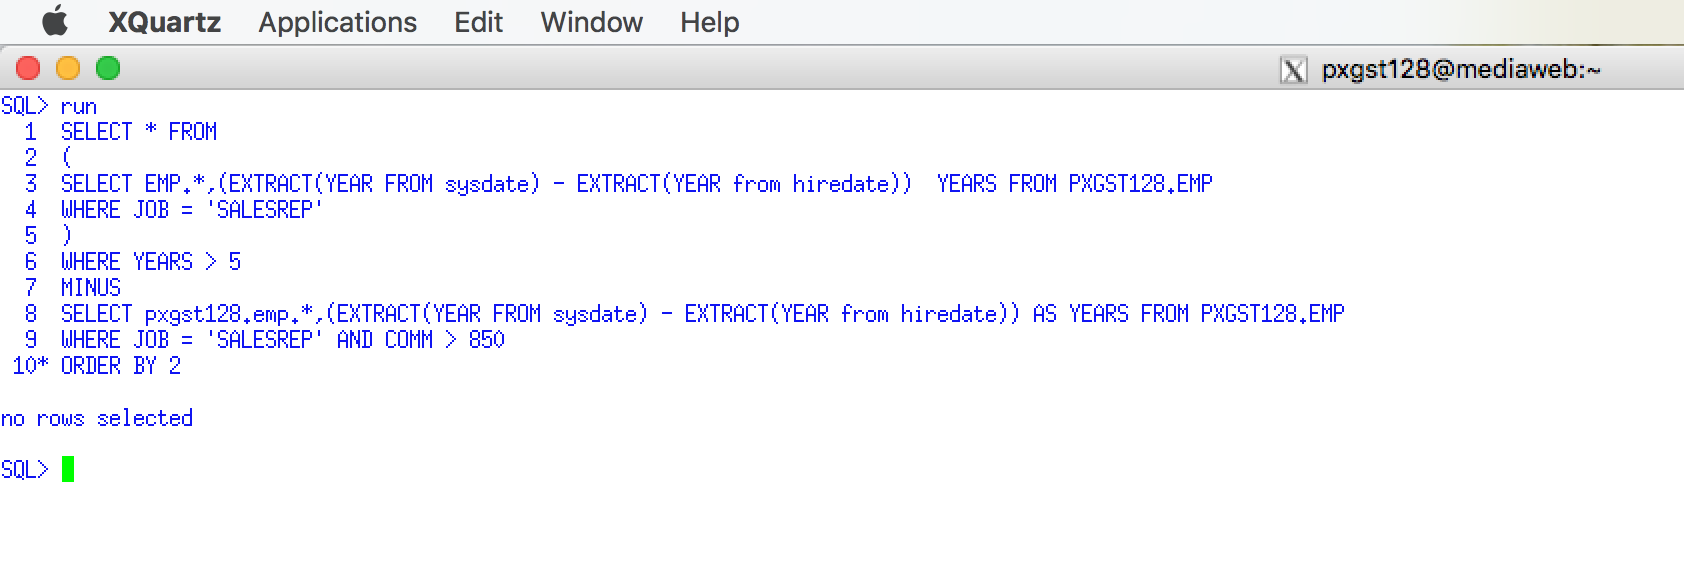 XQuartz Applications Edit Window Help
X pxgst128@mediaweb:~
SQL> run
  1  SELECT * FROM
  2  (
  3  SELECT EMP.*,(EXTRACT(YEAR FROM sysdate) - EXTRACT(YEAR from hiredate))  YEARS FROM PXGST128.EMP
  4  WHERE JOB = 'SALESREP'
  5  )
  6  WHERE YEARS > 5
  7  MINUS
  8  SELECT pxgst128.emp.*,(EXTRACT(YEAR FROM sysdate) - EXTRACT(YEAR from hiredate)) AS YEARS FROM PXGST128.EMP
  9  WHERE JOB = 'SALESREP' AND COMM > 850
 10* ORDER BY 2
no rows selected
SQL>